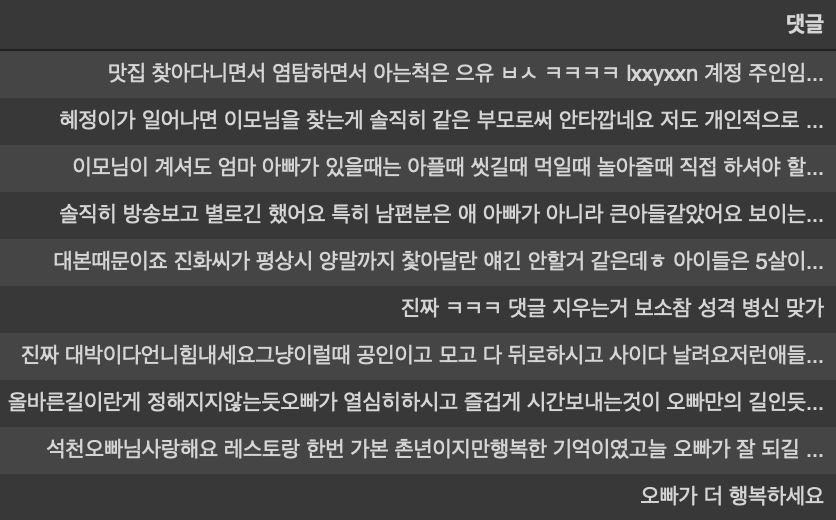 댓글
맛집 찾아다니면서 염탐하면서 아는척은 으유 ㅂㅅ ㅋㅋㅋㅋ lxxyxxn 계정 주인임...
혜정이가 일어나면 이모님을 찾는게 솔직히 같은 부모로써 안타깝네요 저도 개인적으로 ...
이모님이 계셔도 엄마 아빠가 있을때는 아플때 씻길때 먹일때 놀아줄때 직접 하셔야 할...
솔직히 방송보고 별로긴 했어요 특히 남편분은 애 아빠가 아니라 큰아들같았어요 보이는...
대본때문이죠 진화씨가 평상시 양말까지 찿아달란 얘긴 안할거 같은데ㅎ 아이들은 5살이...
진짜 ㅋㅋㅋ 댓글 지우는거 보소참 성격 병신 맞가
진짜 대박이다언니힘내세요그냥이럴때 공인이고 모고 다 뒤로하시고 사이다 날려요저런애들...
올바른길이란게 정해지지않는듯오빠가 열심히하시고 즐겁게 시간보내는것이 오빠만의 길인듯...
석천오빠님사랑해요 레스토랑 한번 가본 촌년이지만행복한 기억이였고늘 오빠가 잘 되길 ...
오빠가 더 행복하세요